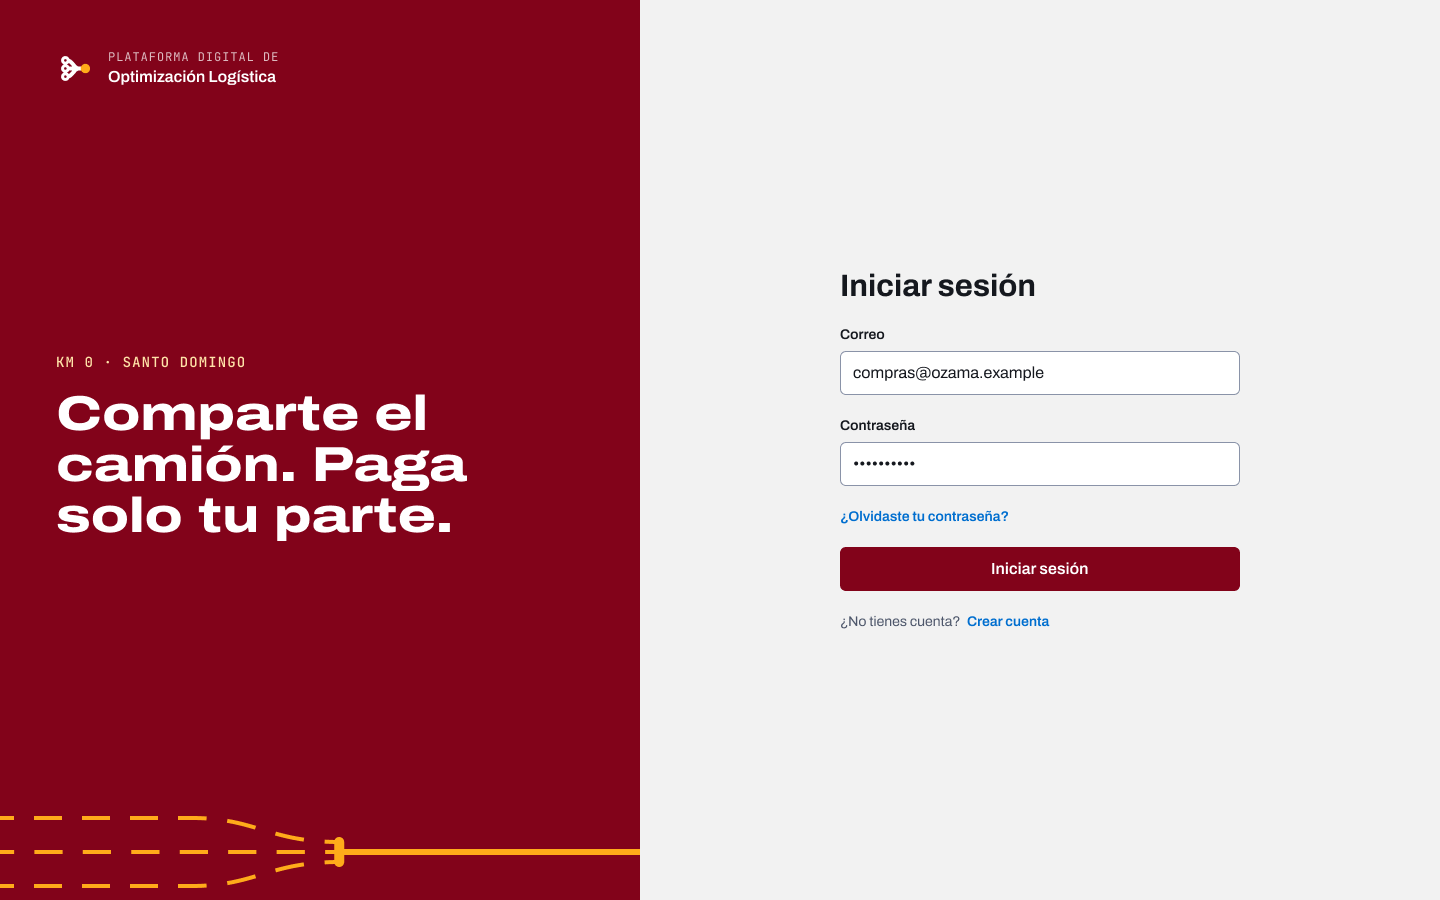 PLATAFORMA DIGITAL DE
Optimización Logística
KM 0 · SANTO DOMINGO
Comparte el
camión. Paga
solo tu parte.
Iniciar sesión
Correo
compras@ozama.example
Contraseña
••••••••••
¿Olvidaste tu contraseña?
Iniciar sesión
¿No tienes cuenta? Crear cuenta